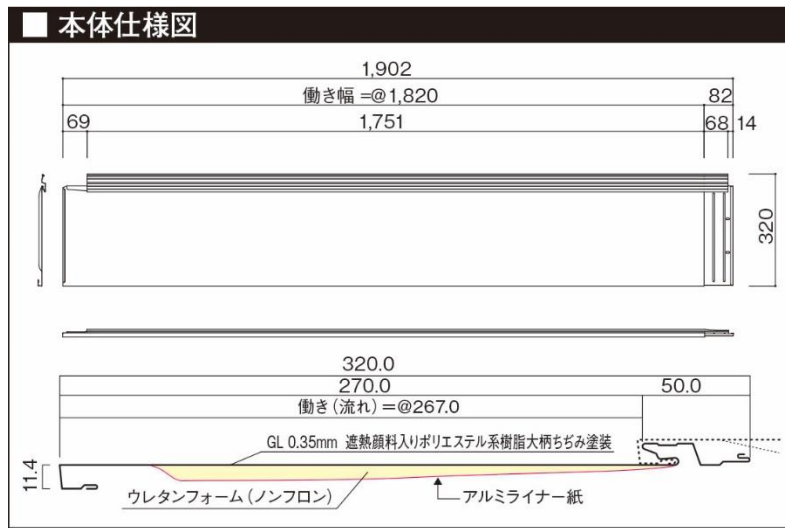 ■ 本体仕様図
1,902
働き幅 =@1,820 82
69 1,751 68 14
320
320.0
270.0 50.0
働き(流れ)=@267.0
GL 0.35mm 遮熱顔料入りポリエステル系樹脂大柄ちぢみ塗装
11.4
ウレタンフォーム(ノンフロン) アルミライナー紙